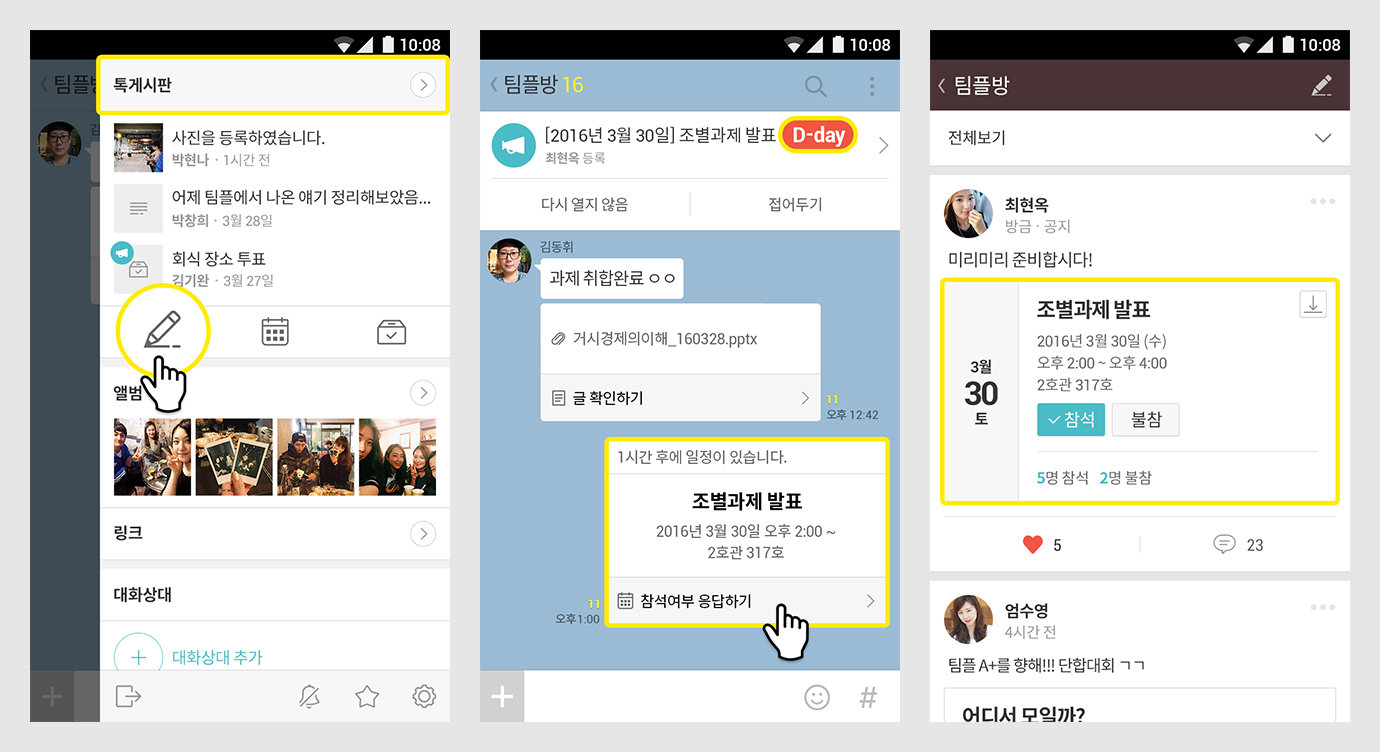 10:08
팀플방
톡게시판
사진을 등록하였습니다.
박현나 · 1시간 전
어제 팀플에서 나온 얘기 정리해보았음...
박창희 · 3월 28일
회식 장소 투표
김기완 · 3월 27일
앨범
링크
대화상대
대화상대 추가
10:08
팀플방 16
[2016년 3월 30일] 조별과제 발표 D-day
최현옥 등록
다시 열지 않음
접어두기
김동휘
과제 취합완료 ㅇㅇ
거시경제의이해_160328.pptx
글 확인하기
11
오후 12:42
1시간 후에 일정이 있습니다.
조별과제 발표
2016년 3월 30일 오후 2:00 ~
2호관 317호
참석여부 응답하기
11
오후1:00
#
10:08
팀플방
전체보기
최현옥
방금 · 공지
미리미리 준비합시다!
3월
30
토
조별과제 발표
2016년 3월 30일 (수)
오후 2:00 ~ 오후 4:00
2호관 317호
참석 불참
5명 참석 2명 불참
5
23
엄수영
4시간 전
팀플 A+를 향해!!! 단합대회 ㄱㄱ
어디서 모일까?